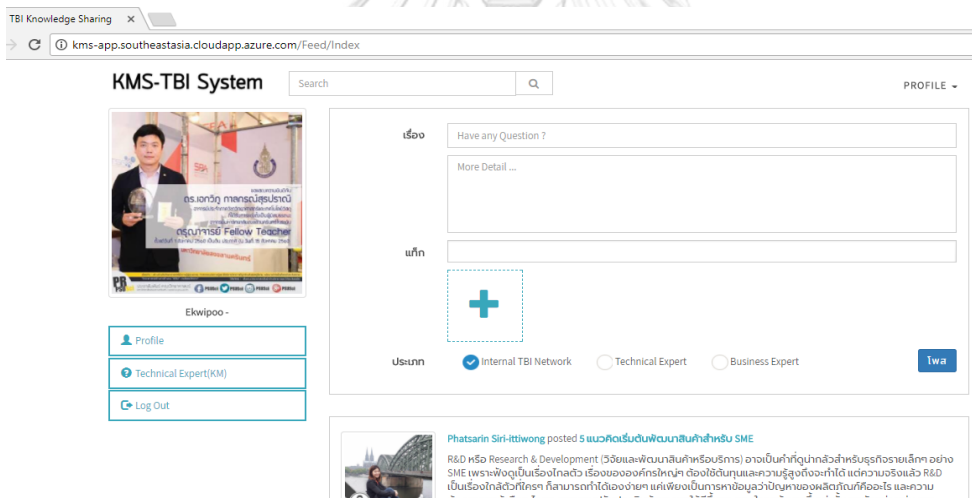 TBI Knowledge Sharing
kms-app.southeastasia.cloudapp.azure.com/Feed/Index
KMS-TBI System
Search
PROFILE
เรื่อง
Have any Question ?
More Detail ...
แท็ก
ดรุณาจารย์ Fellow Teacher
Ekwipoo -
Profile
Technical Expert(KM)
Log Out
ประเภท
Internal TBI Network
Technical Expert
Business Expert
โพส
Phatsarin Siri-ittiwong posted 5 แนวคิดเริ่มต้นพัฒนาสินค้าสำหรับ SME
R&D หรือ Research & Development (วิจัยและพัฒนาสินค้าหรือบริการ) อาจเป็นคำที่ดูน่ากลัวสำหรับธุรกิจรายเล็กๆ อย่าง
SME เพราะฟังดูเป็นเรื่องไกลตัว เรื่องขององค์กรใหญ่ๆ ต้องใช้ต้นทุนและความรู้สูงถึงจะทำได้ แต่ความจริงแล้ว R&D
เป็นเรื่องใกล้ตัวที่ใครๆ ก็สามารถทำได้เองง่ายๆ แค่เพียงเป็นการหาข้อมูลว่าปัญหาของผลิตภัณฑ์คืออะไร และความ